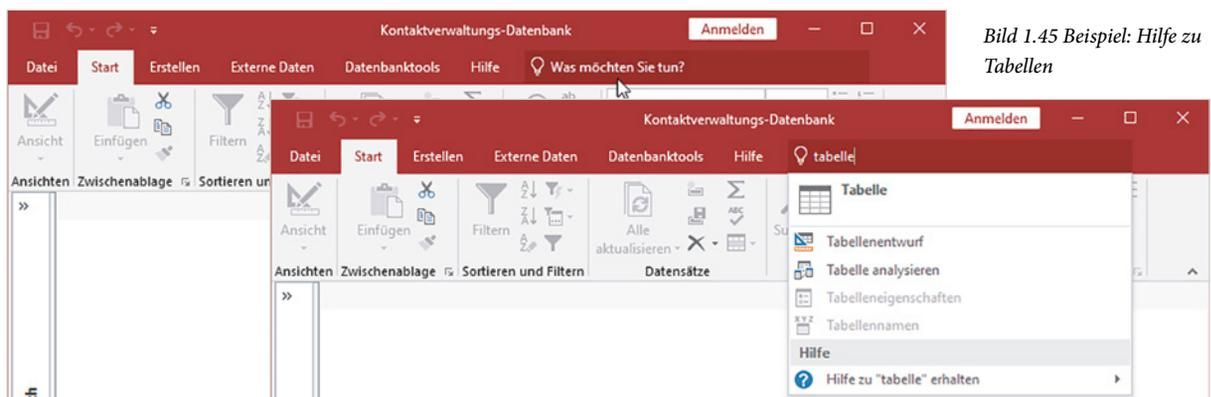 Kontaktverwaltungs-Datenbank Anmelden
Datei Start Erstellen Externe Daten Datenbanktools Hilfe Was möchten Sie tun?
Ansicht Einfügen Filtern
Ansichten Zwischenablage Sortieren un
»
Kontaktverwaltungs-Datenbank Anmelden
Datei Start Erstellen Externe Daten Datenbanktools Hilfe tabelle
Ansicht Einfügen Filtern Alle aktualisieren Su
Ansichten Zwischenablage Sortieren und Filtern Datensätze
»
Tabelle
Tabellenentwurf
Tabelle analysieren
Tabelleneigenschaften
Tabellennamen
Hilfe
Hilfe zu "tabelle" erhalten
Bild 1.45 Beispiel: Hilfe zu
Tabellen